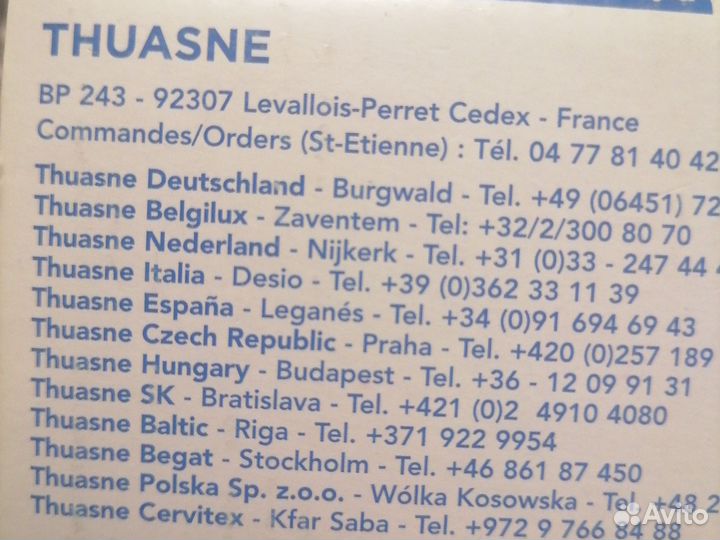 THUASNE
BP 243 - 92307 Levallois-Perret Cedex - France
Commandes/Orders (St-Etienne) : Tél. 04 77 81 40 42
Thuasne Deutschland - Burgwald - Tel. +49 (06451) 72
Thuasne Belgilux - Zaventem - Tel: +32/2/300 80 70
Thuasne Nederland - Nijkerk - Tel. +31 (0)33 - 247 44 4
Thuasne Italia - Desio - Tel. +39 (0)362 33 11 39
Thuasne España - Leganés - Tel. +34 (0)91 694 69 43
Thuasne Czech Republic - Praha - Tel. +420 (0)257 189
Thuasne Hungary - Budapest - Tel. +36 - 12 09 91 31
Thuasne SK - Bratislava - Tel. +421 (0)2 4910 4080
Thuasne Baltic - Riga - Tel. +371 922 9954
Thuasne Begat - Stockholm - Tel. +46 861 87 450
Thuasne Polska Sp. z.o.o. - Wólka Kosowska - Tel. +48 2
Thuasne Cervitex - Kfar Saba - Tel. +972 9 766 84 88
Avito